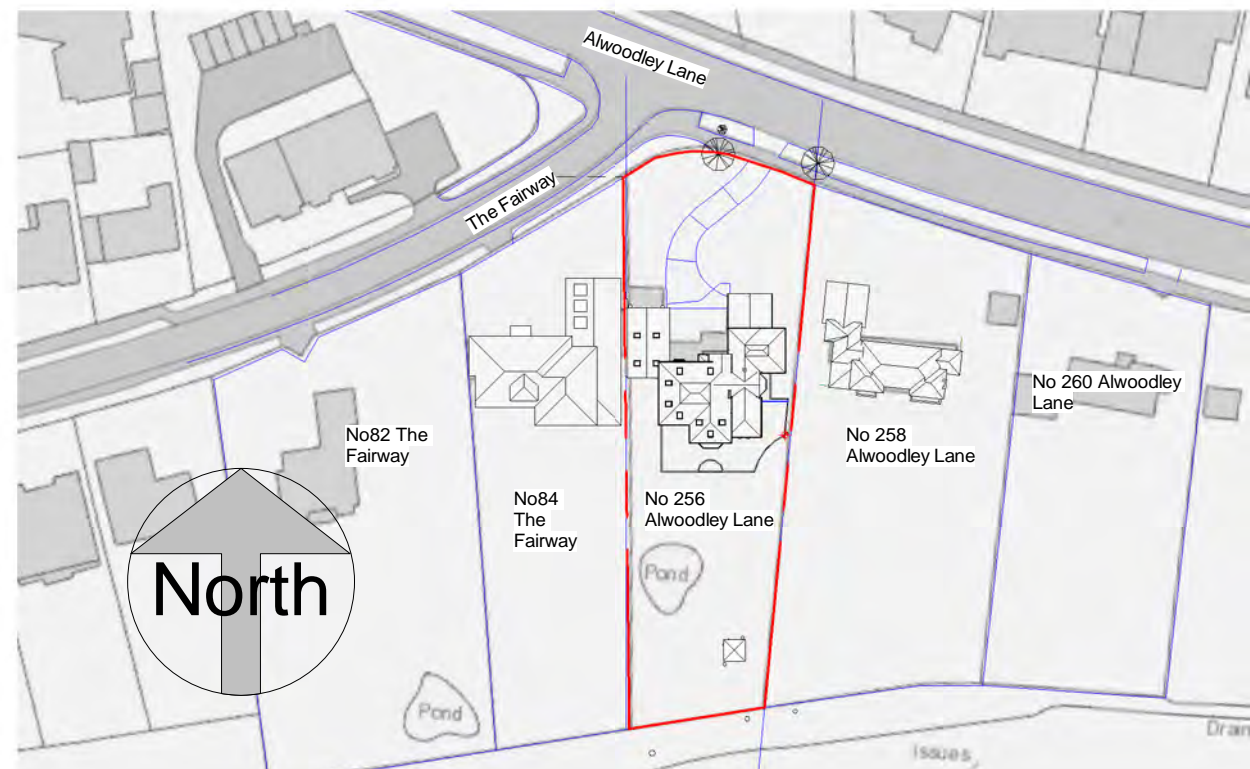 Alwoodley Lane
The Fairway
No 260 Alwoodley
Lane
No82 The
Fairway
No 258
Alwoodley Lane
No84
The
Fairway
No 256
Alwoodley Lane
Pond
North
Pond
Drain
Issues